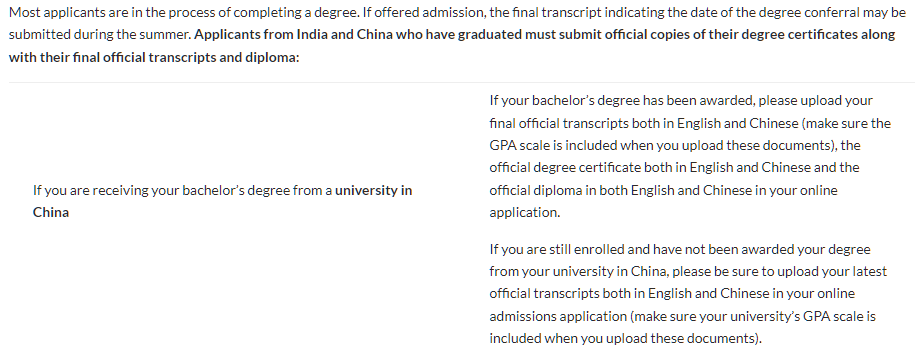 Most applicants are in the process of completing a degree. If offered admission, the final transcript indicating the date of the degree conferral may be
submitted during the summer. Applicants from India and China who have graduated must submit official copies of their degree certificates along
with their final official transcripts and diploma:
If you are receiving your bachelor's degree from a university in
China
If your bachelor's degree has been awarded, please upload your
final official transcripts both in English and Chinese (make sure the
GPA scale is included when you upload these documents), the
official degree certificate both in English and Chinese and the
official diploma in both English and Chinese in your online
application.
If you are still enrolled and have not been awarded your degree
from your university in China, please be sure to upload your latest
official transcripts both in English and Chinese in your online
admissions application (make sure your university's GPA scale is
included when you upload these documents).